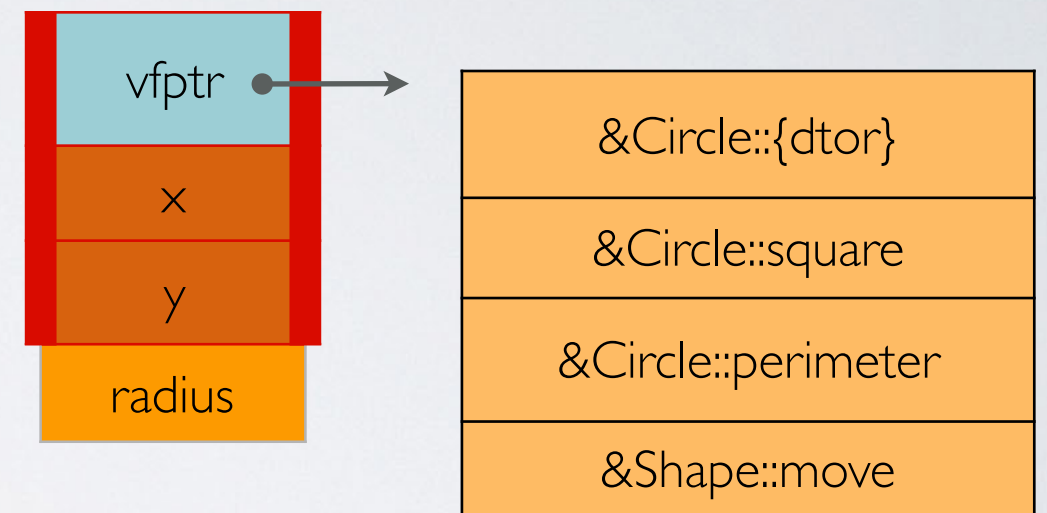 vfptr
x
y
radius
&Circle::{dtor}
&Circle::square
&Circle::perimeter
&Shape::move